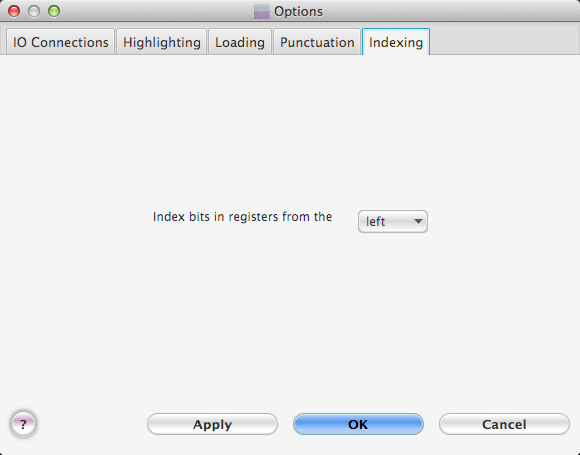 Options
IO Connections Highlighting Loading Punctuation Indexing
Index bits in registers from the left
? Apply OK Cancel